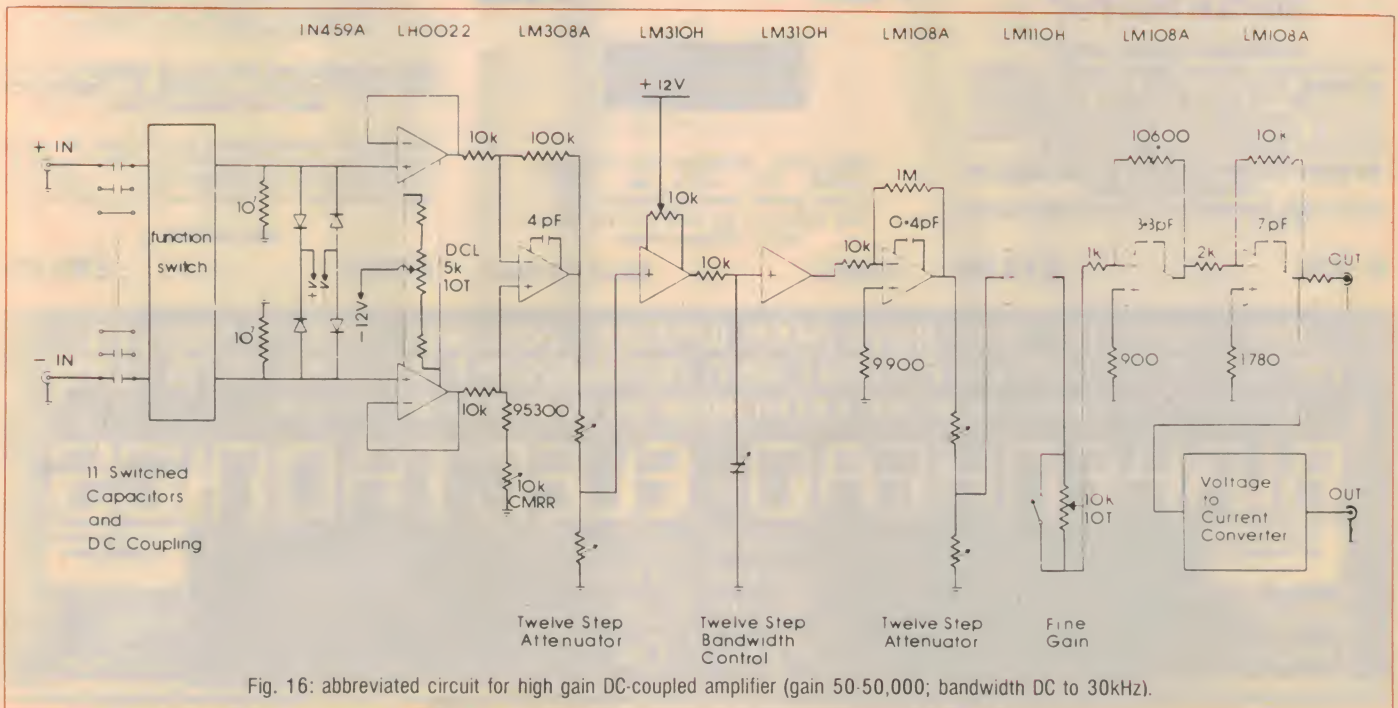 1N459A LH0022 LM308A LM310H LM310H LM108A LM110H LM108A LM108A
+ 12V
+ IN
- IN
function
switch
10'
10'
+V
-V
10k
100k
4pF
DCL
5k
10T
-12V
10k
95300
10k
CMRR
10k
10k
10k
1M
0·4pF
9900
10600
1k
3·3pF
900
10k
2k
7pF
1780
OUT
10k
10T
Voltage
to
Current
Converter
OUT
11 Switched
Capacitors
and
DC Coupling
Twelve Step
Attenuator
Twelve Step
Bandwidth
Control
Twelve Step
Attenuator
Fine
Gain
Fig. 16: abbreviated circuit for high gain DC-coupled amplifier (gain 50-50,000; bandwidth DC to 30kHz).